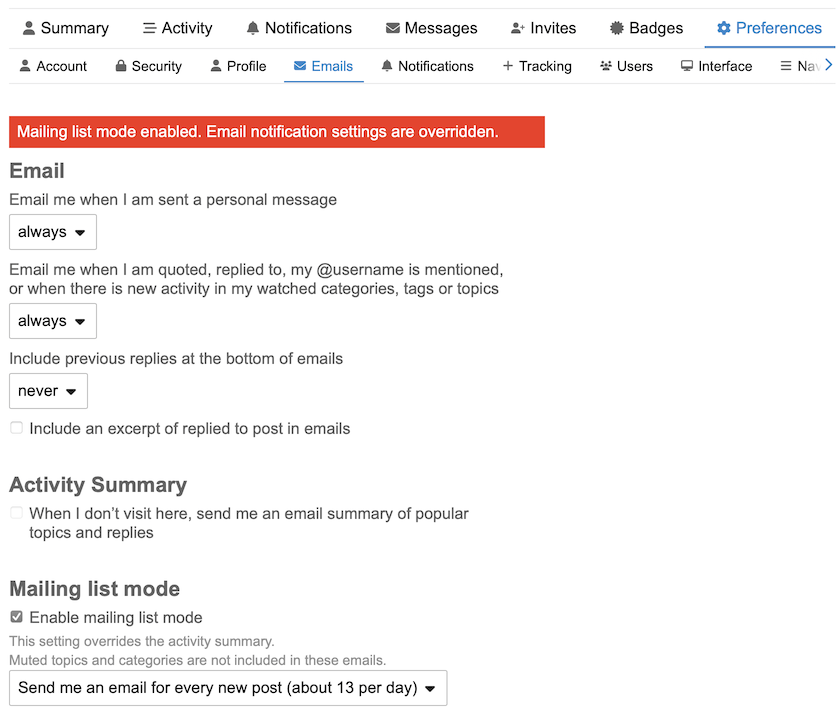 Summary Activity Notifications Messages Invites Badges Preferences
Account Security Profile Emails Notifications Tracking Users Interface
Mailing list mode enabled. Email notification settings are overridden.
Email
Email me when I am sent a personal message
always
Email me when I am quoted, replied to, my @username is mentioned,
or when there is new activity in my watched categories, tags or topics
always
Include previous replies at the bottom of emails
never
Include an excerpt of replied to post in emails
Activity Summary
When I don’t visit here, send me an email summary of popular
topics and replies
Mailing list mode
Enable mailing list mode
This setting overrides the activity summary.
Muted topics and categories are not included in these emails.
Send me an email for every new post (about 13 per day)